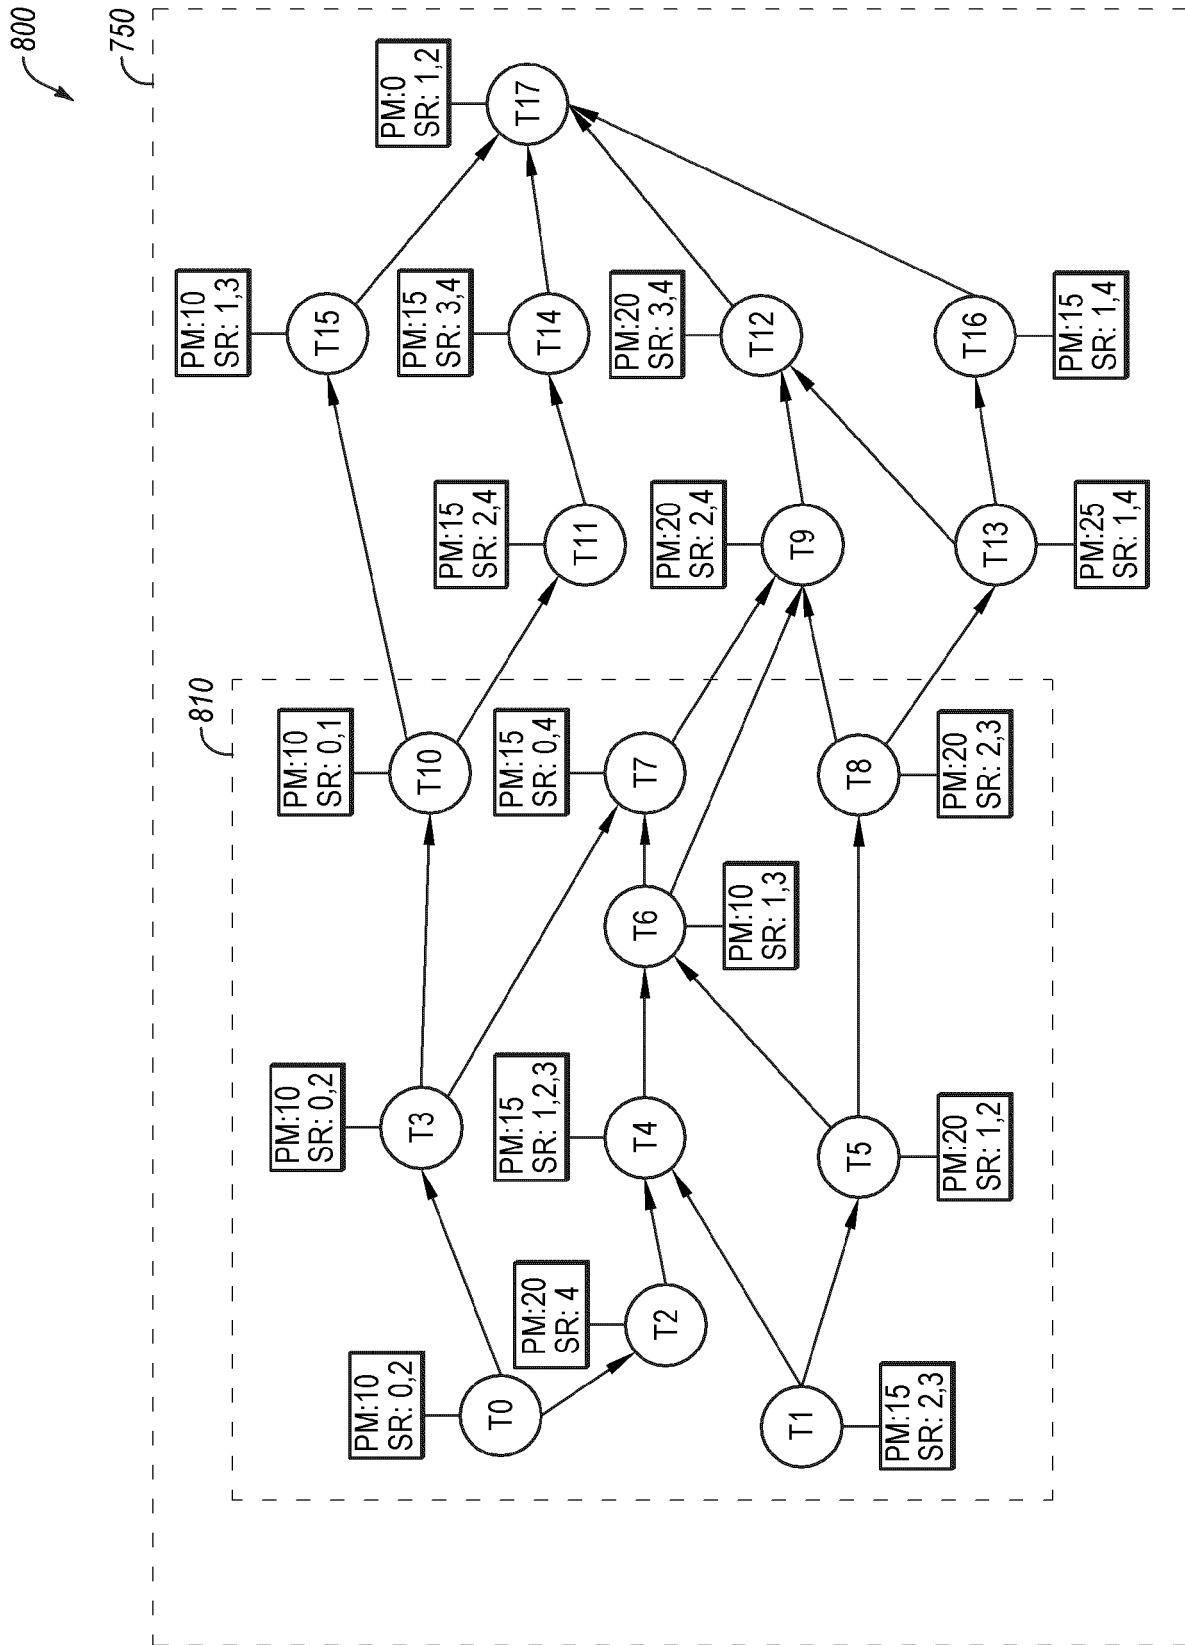 800
750
810
PM:10
SR: 0,2
T0
PM:15
SR: 2,3
T1
PM:20
SR: 4
T2
PM:10
SR: 0,2
T3
PM:15
SR: 1,2,3
T4
PM:20
SR: 1,2
T5
PM:10
SR: 1,3
T6
PM:10
SR: 0,1
T10
PM:15
SR: 0,4
T7
PM:20
SR: 2,3
T8
PM:15
SR: 2,4
T11
PM:20
SR: 2,4
T9
PM:25
SR: 1,4
T13
PM:10
SR: 1,3
T15
PM:15
SR: 3,4
T14
PM:20
SR: 3,4
T12
PM:15
SR: 1,4
T16
PM:0
SR: 1,2
T17